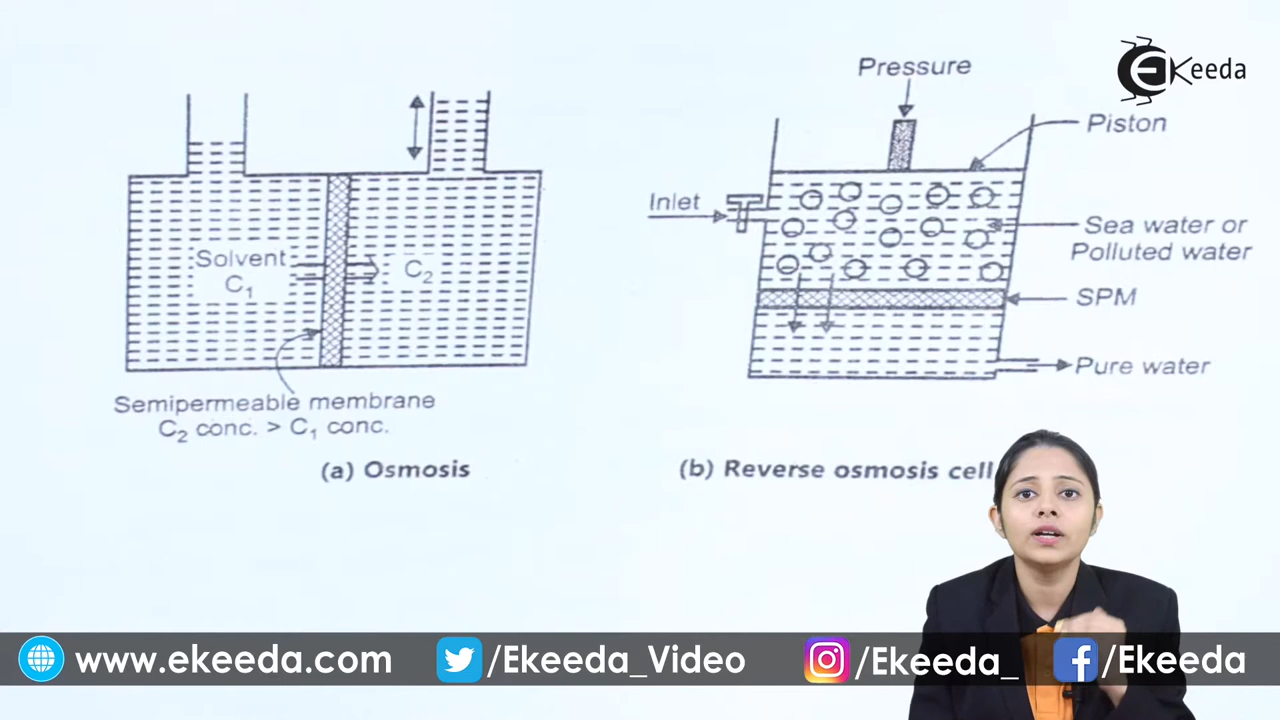 Ekeeda
Pressure
Piston
Inlet
Sea water or
Polluted water
SPM
Pure water
Solvent
C₁
C₂
Semipermeable membrane
C₂ conc. > C₁ conc.
(a) Osmosis
(b) Reverse osmosis cell
www.ekeeda.com
/Ekeeda_Video
/Ekeeda_
/Ekeeda